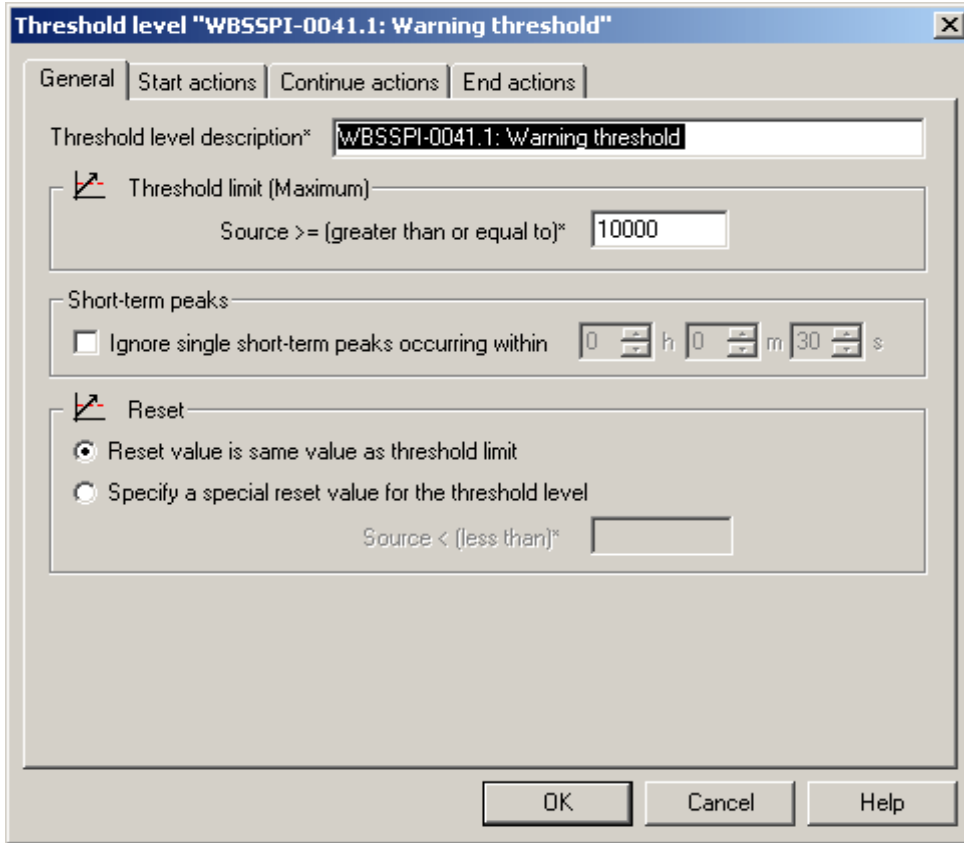 Threshold level "WBSSPI-0041.1: Warning threshold"
General Start actions Continue actions End actions
Threshold level description* WBSSPI-0041.1: Warning threshold
Threshold limit (Maximum)
Source >= (greater than or equal to)* 10000
Short-term peaks
Ignore single short-term peaks occurring within 0 h 0 m 30 s
Reset
Reset value is same value as threshold limit
Specify a special reset value for the threshold level
Source < (less than)*
OK Cancel Help